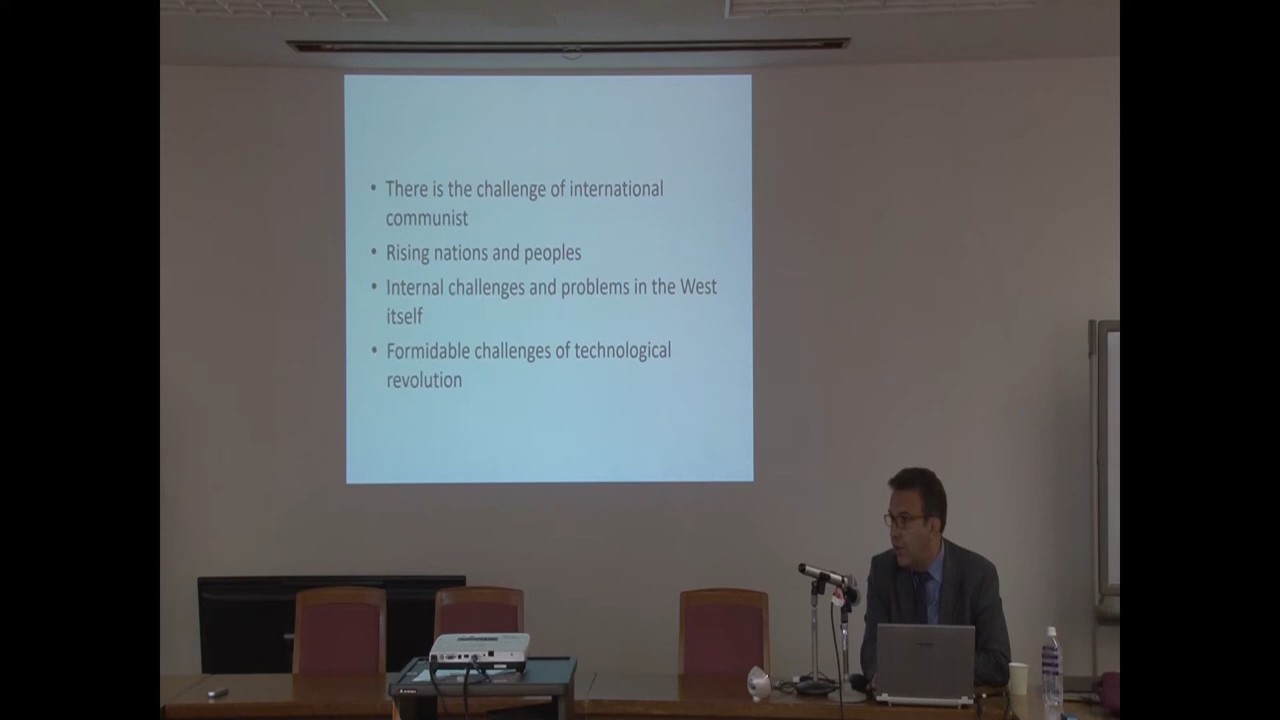 • There is the challenge of international
communist
• Rising nations and peoples
• Internal challenges and problems in the West
itself
• Formidable challenges of technological
revolution